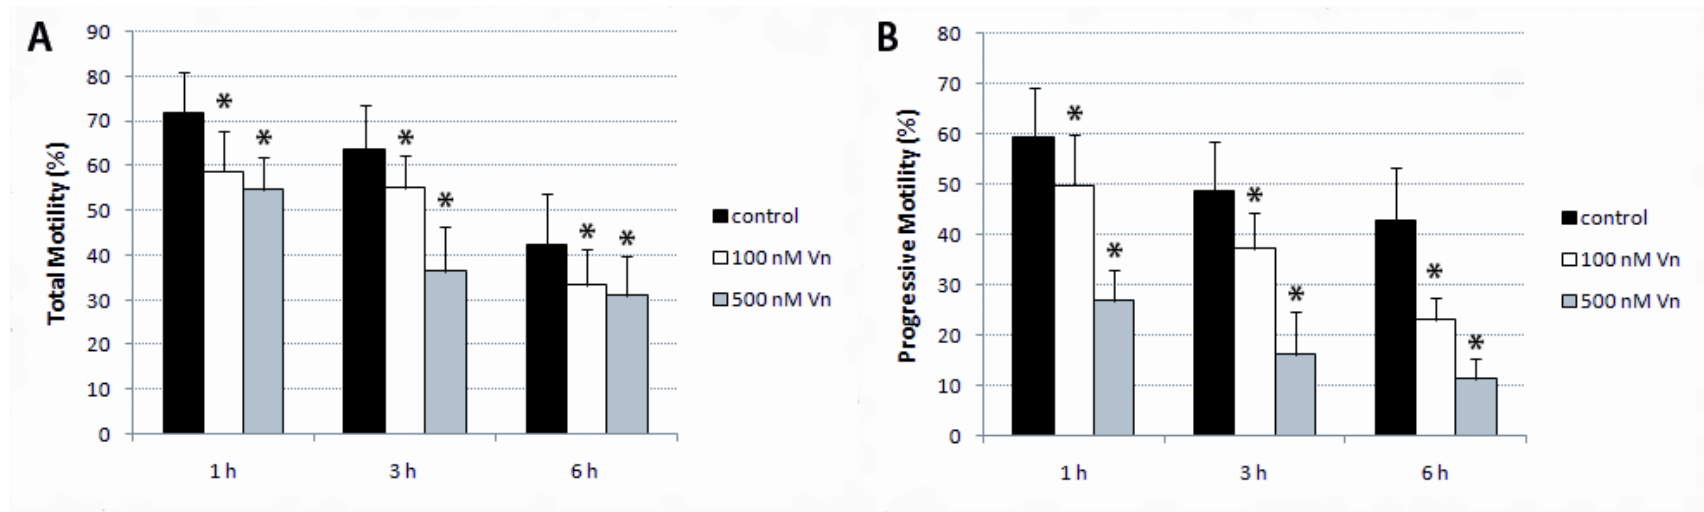 A
Total Motility (%)
90
80
70
60
50
40
30
20
10
0
* * * * * *
1 h 3 h 6 h
control
100 nM Vn
500 nM Vn
B
Progressive Motility (%)
80
70
60
50
40
30
20
10
0
* * * * * *
1 h 3 h 6 h
control
100 nM Vn
500 nM Vn